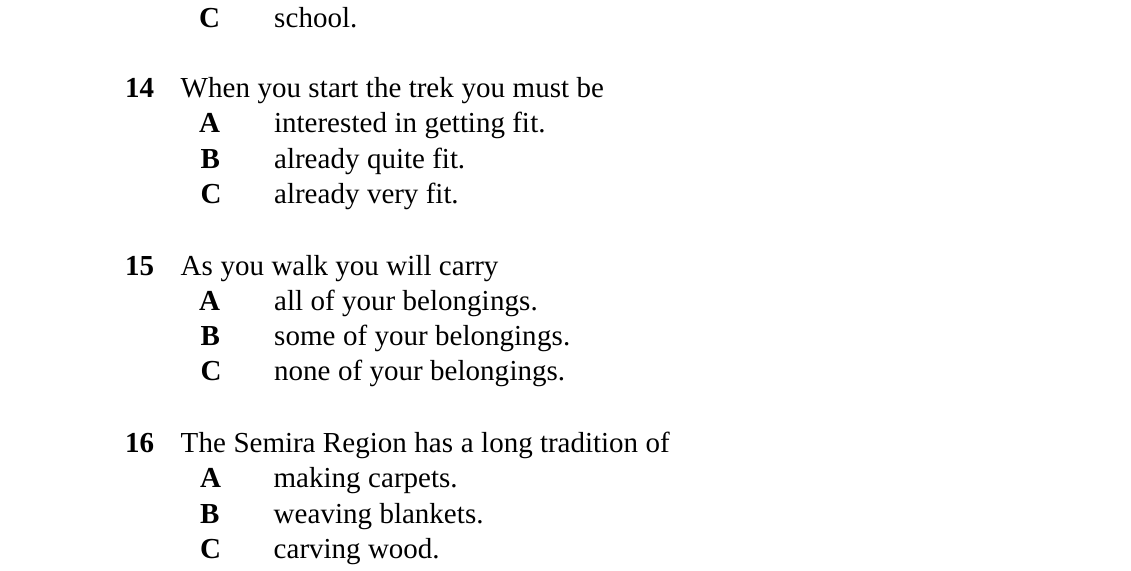 C school.
14 When you start the trek you must be
A interested in getting fit.
B already quite fit.
C already very fit.
15 As you walk you will carry
A all of your belongings.
B some of your belongings.
C none of your belongings.
16 The Semira Region has a long tradition of
A making carpets.
B weaving blankets.
C carving wood.